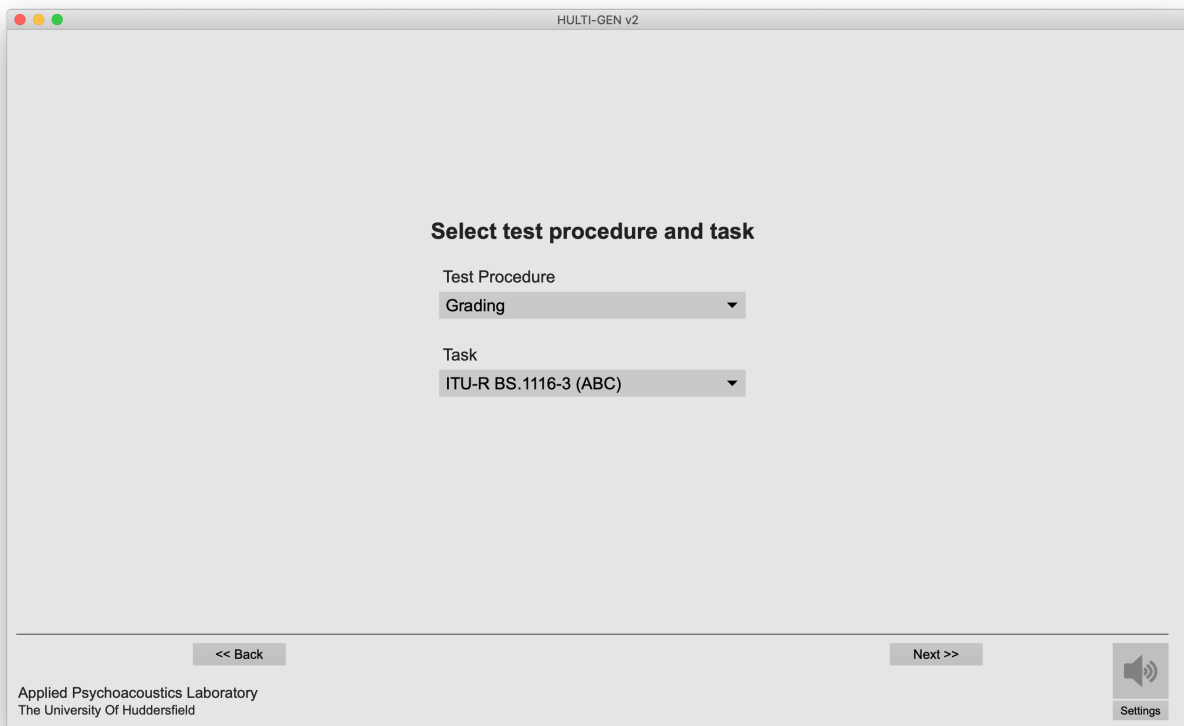 HULTI-GEN v2
Select test procedure and task
Test Procedure
Grading
Task
ITU-R BS.1116-3 (ABC)
<< Back
Next >>
Applied Psychoacoustics Laboratory
The University Of Huddersfield
Settings